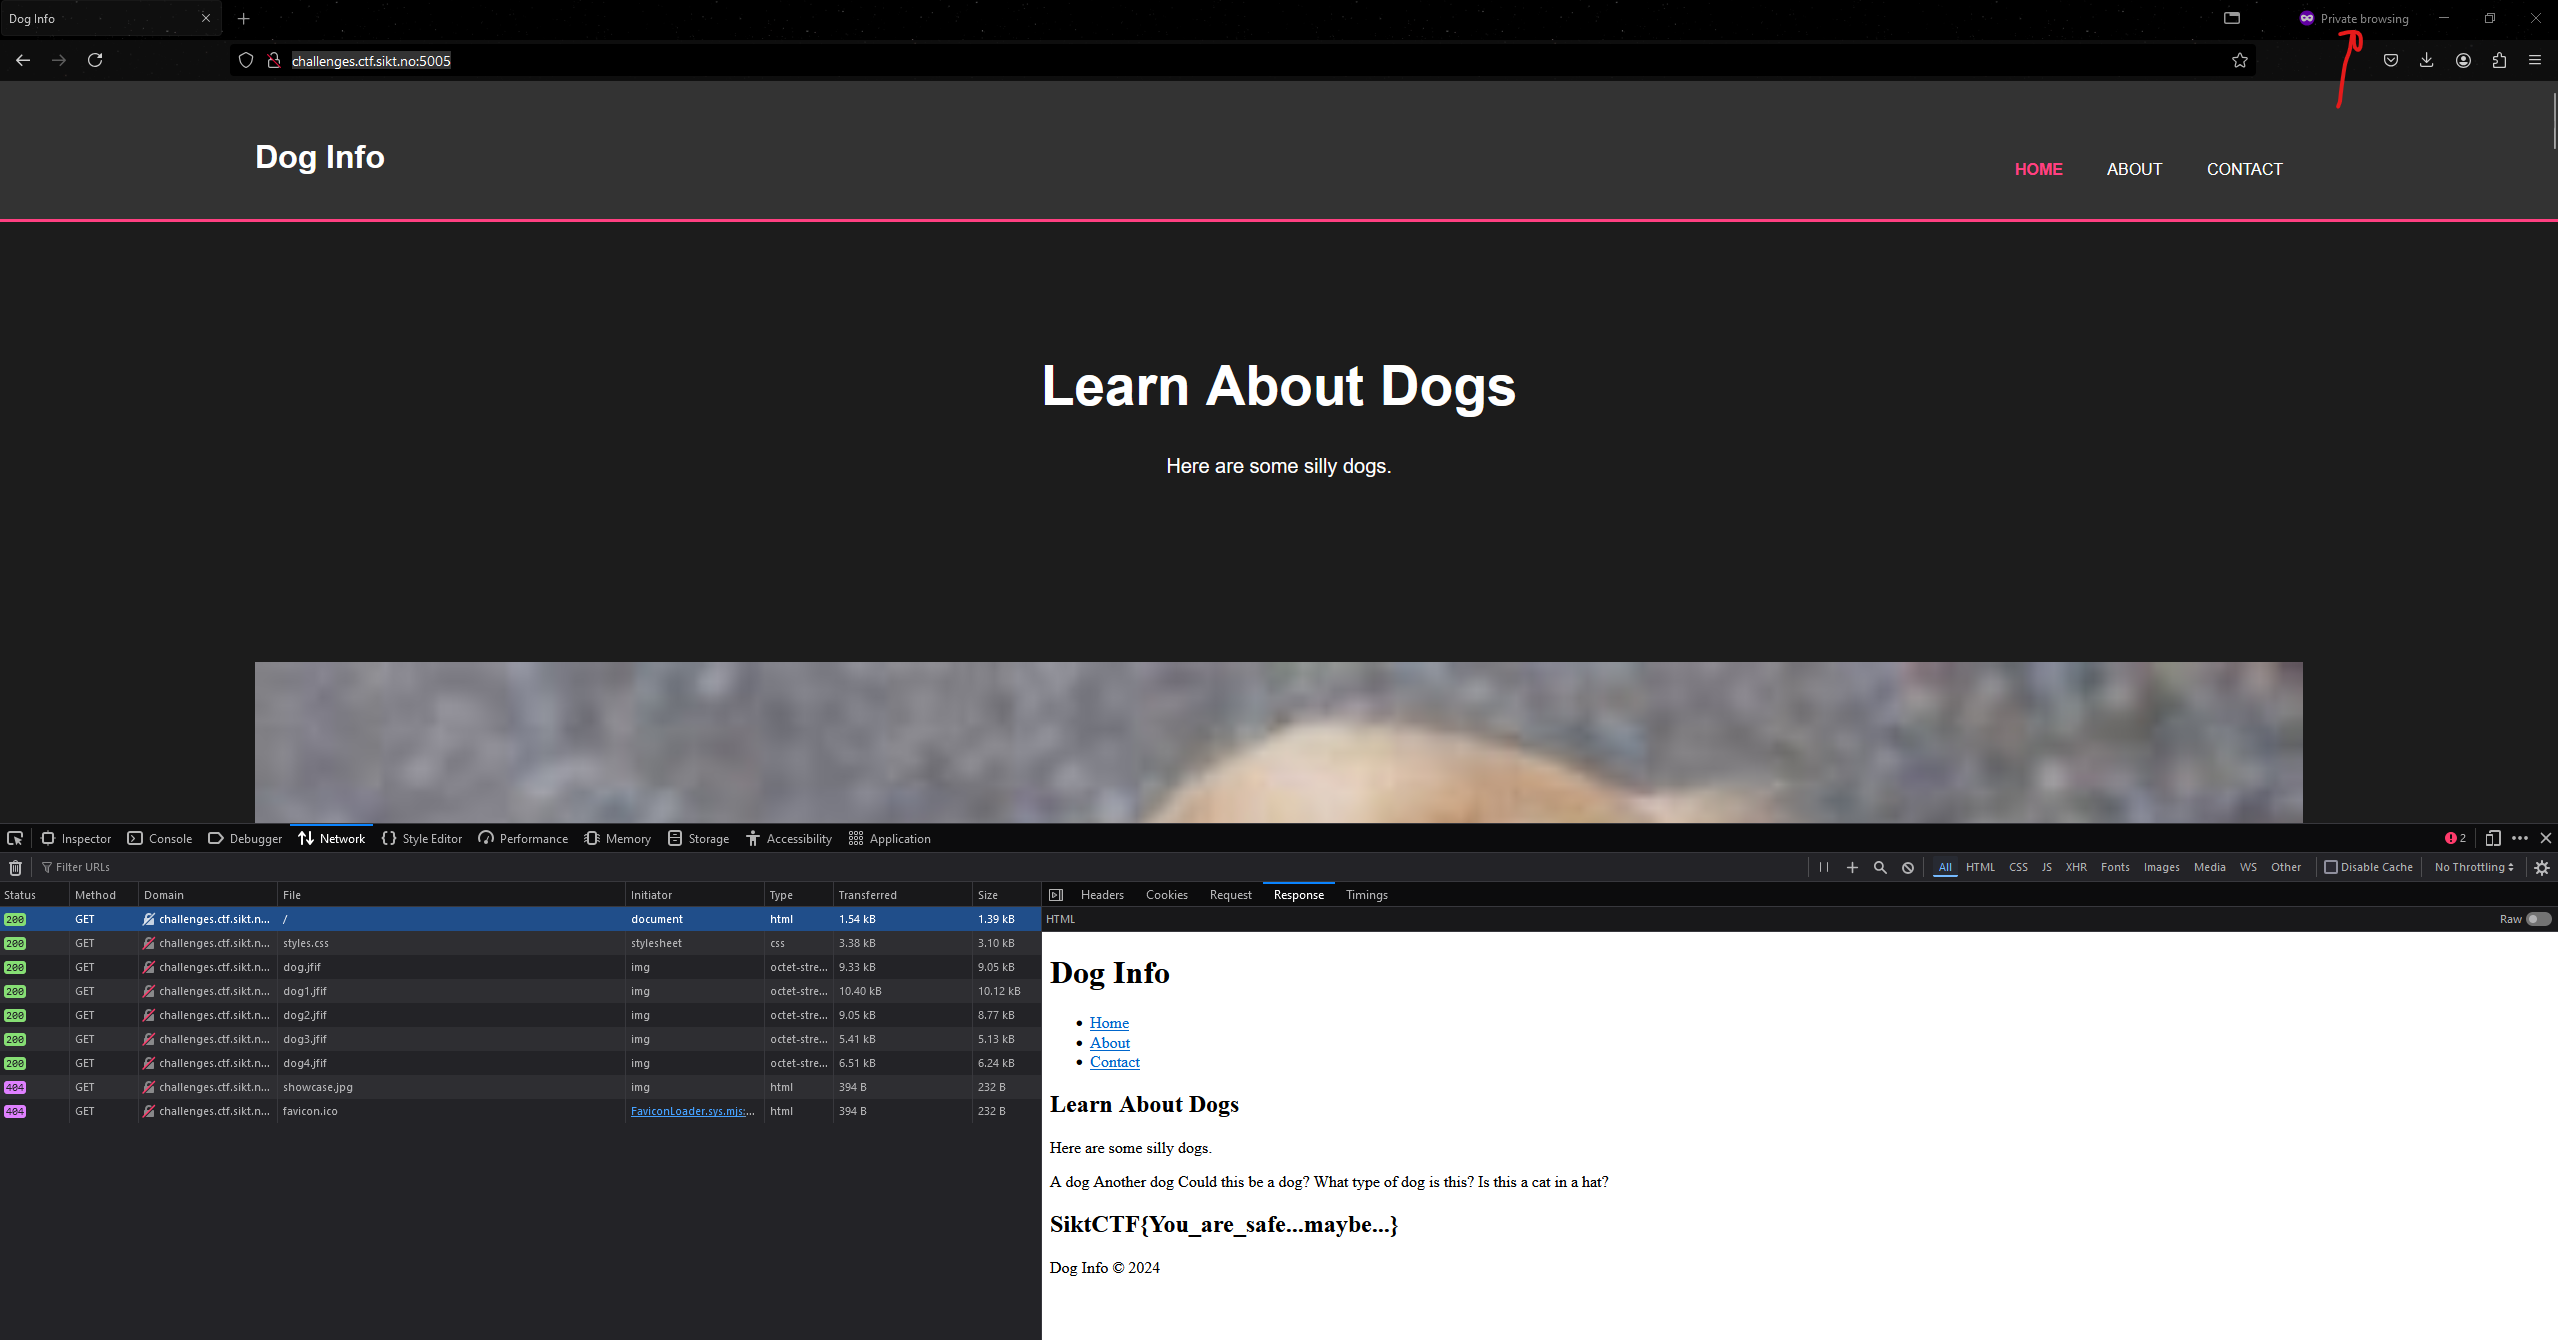 Dog Info
Private browsing
challenges.ctf.sikt.no:5005
Dog Info
HOME ABOUT CONTACT
Learn About Dogs
Here are some silly dogs.
Inspector Console Debugger Network Style Editor Performance Memory Storage Accessibility Application 2
Filter URLs All HTML CSS JS XHR Fonts Images Media WS Other Disable Cache No Throttling
Status Method Domain File Initiator Type Transferred Size
200 GET challenges.ctf.sikt.n... / document html 1.54 kB 1.39 kB
200 GET challenges.ctf.sikt.n... styles.css stylesheet css 3.38 kB 3.10 kB
200 GET challenges.ctf.sikt.n... dog.jfif img octet-stre... 9.33 kB 9.05 kB
200 GET challenges.ctf.sikt.n... dog1.jfif img octet-stre... 10.40 kB 10.12 kB
200 GET challenges.ctf.sikt.n... dog2.jfif img octet-stre... 9.05 kB 8.77 kB
200 GET challenges.ctf.sikt.n... dog3.jfif img octet-stre... 5.41 kB 5.13 kB
200 GET challenges.ctf.sikt.n... dog4.jfif img octet-stre... 6.51 kB 6.24 kB
404 GET challenges.ctf.sikt.n... showcase.jpg img html 394 B 232 B
404 GET challenges.ctf.sikt.n... favicon.ico FaviconLoader.sys.mjs:... html 394 B 232 B
Headers Cookies Request Response Timings
HTML Raw
Dog Info
Home
About
Contact
Learn About Dogs
Here are some silly dogs.
A dog Another dog Could this be a dog? What type of dog is this? Is this a cat in a hat?
SiktCTF{You_are_safe...maybe...}
Dog Info © 2024